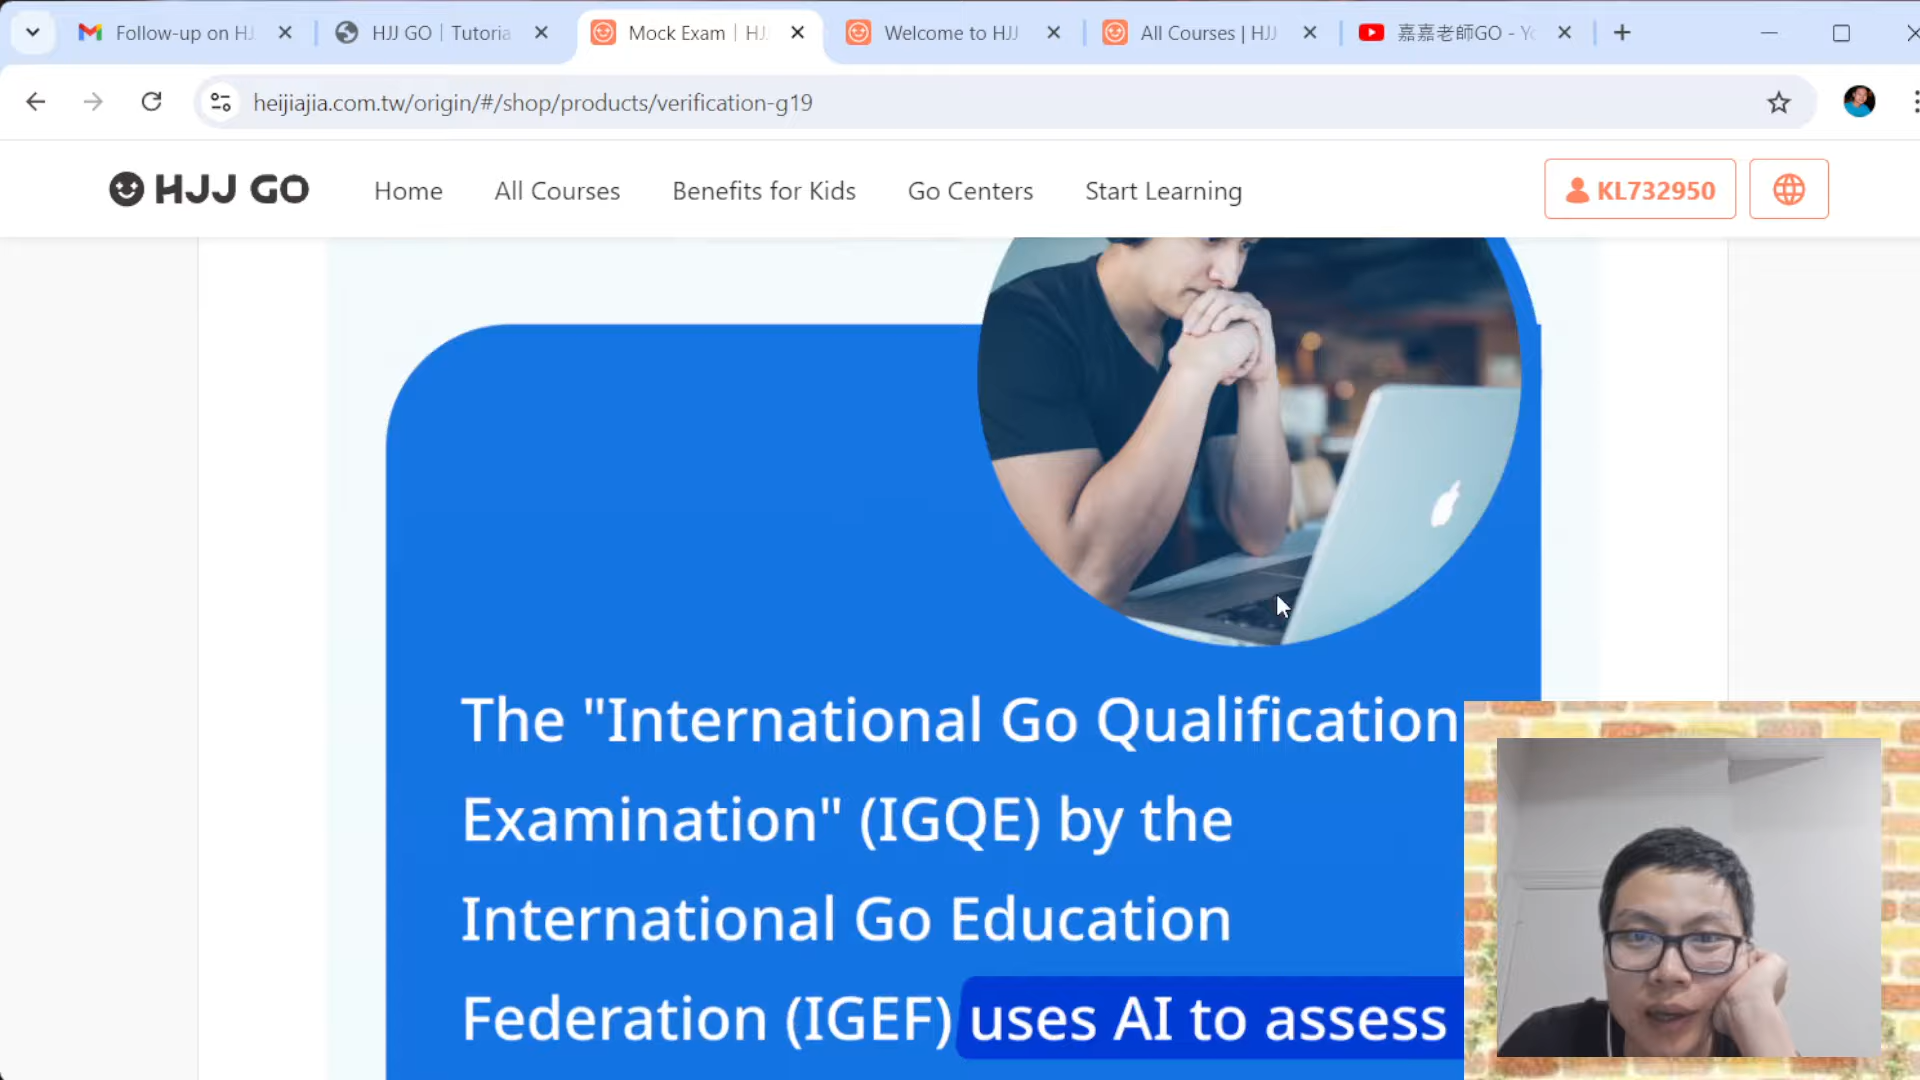 Follow-up on HJ
HJJ GO | Tutoria
Mock Exam | HJ
Welcome to HJJ
All Courses | HJJ
嘉嘉老師GO - Yo
heijiajia.com.tw/origin/#/shop/products/verification-g19
HJJ GO
Home
All Courses
Benefits for Kids
Go Centers
Start Learning
KL732950
The "International Go Qualification
Examination" (IGQE) by the
International Go Education
Federation (IGEF) uses AI to assess